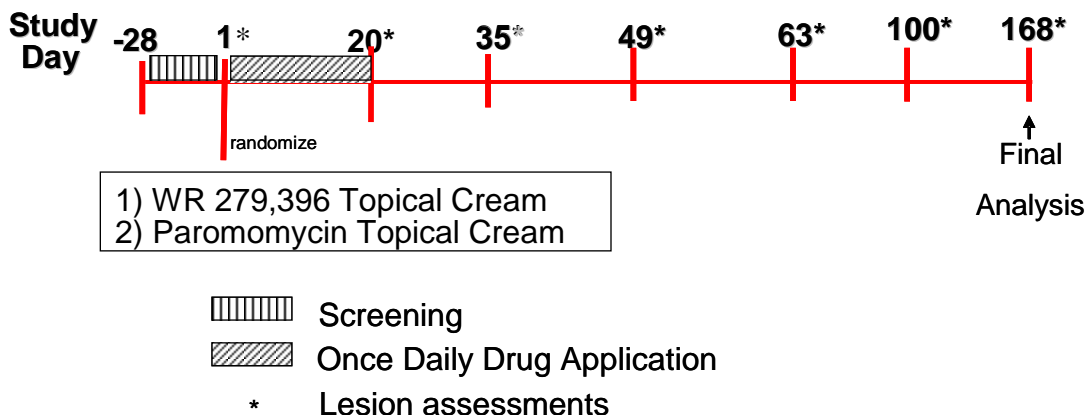 Study Day -28 1* 20* 35* 49* 63* 100* 168*
randomize
Final
Analysis
1) WR 279,396 Topical Cream
2) Paromomycin Topical Cream
Screening
Once Daily Drug Application
* Lesion assessments